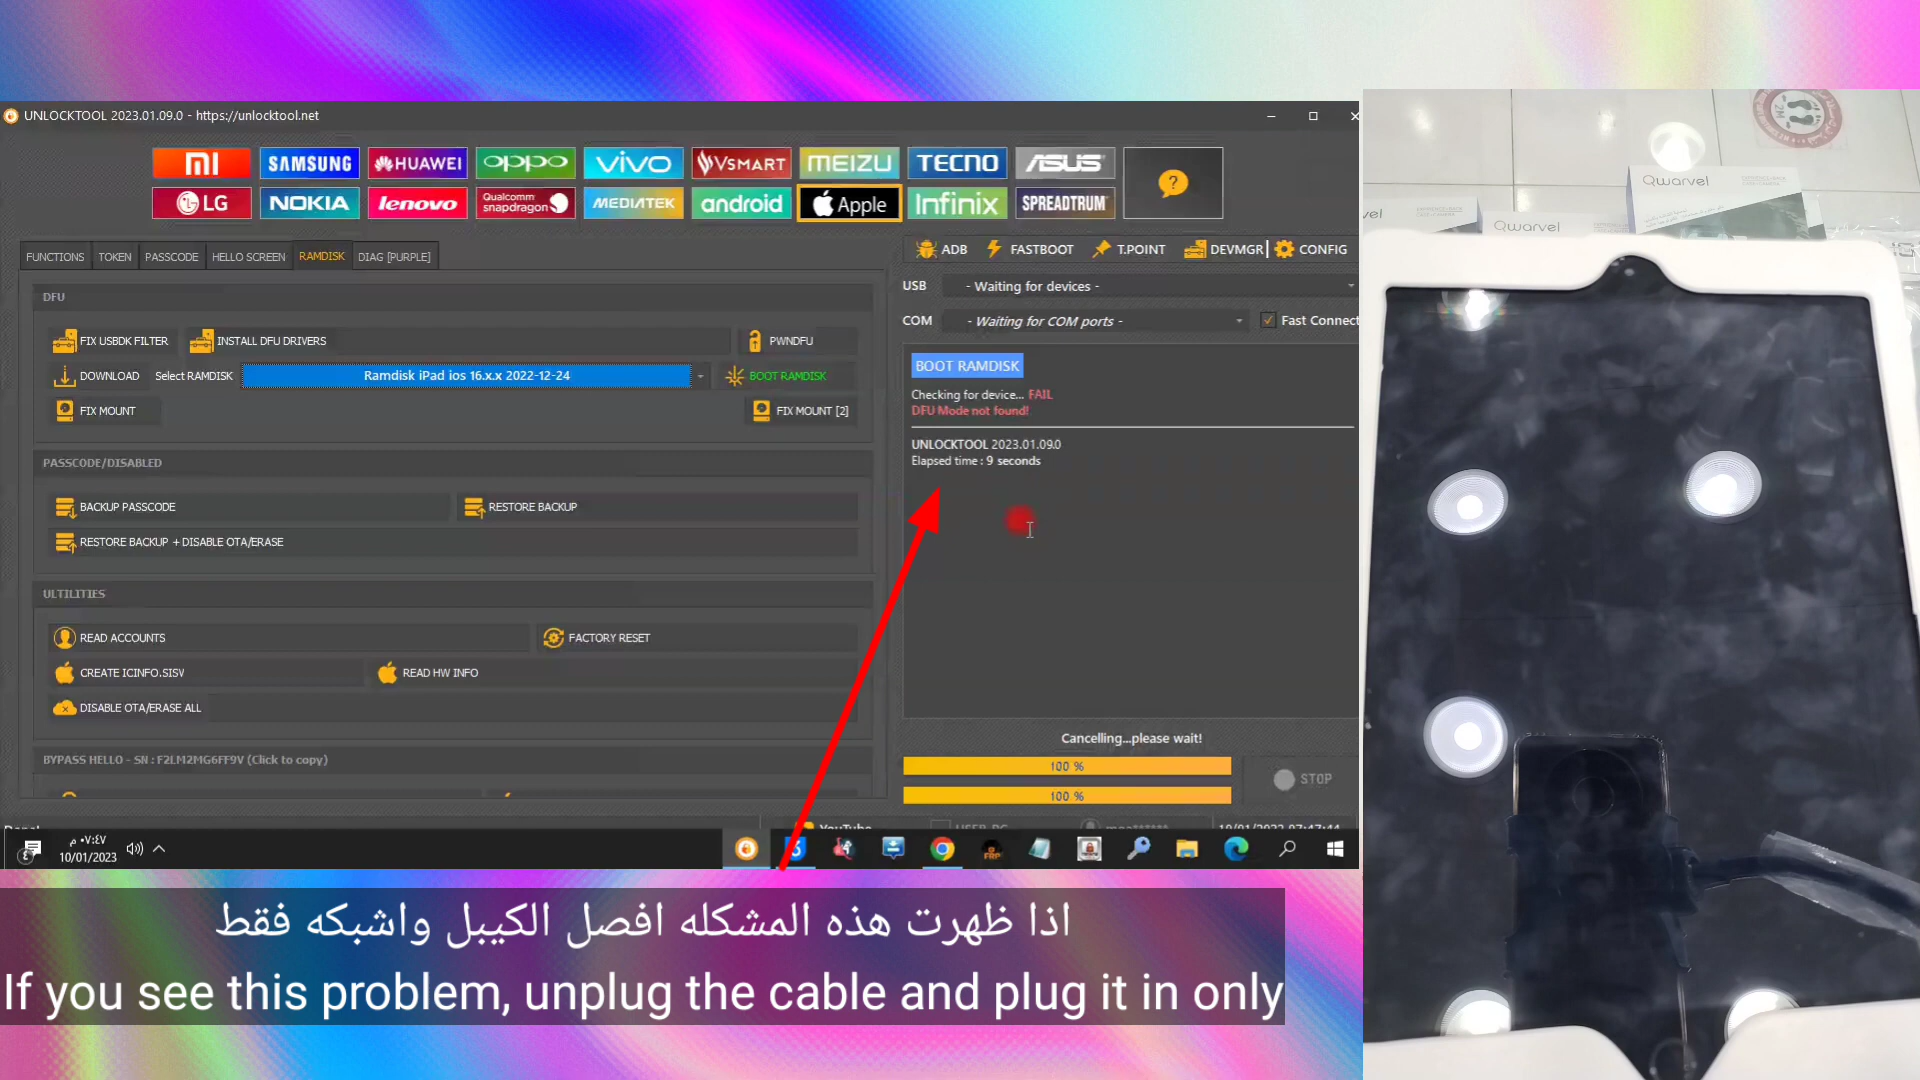 UNLOCKTOOL 2023.01.09.0 - https://unlocktool.net
mi SAMSUNG HUAWEI oppo vivo VSMART MEIZU TECNO ASUS
LG NOKIA lenovo Qualcomm snapdragon MEDIATEK android Apple Infinix SPREADTRUM
FUNCTIONS TOKEN PASSCODE HELLO SCREEN RAMDISK DIAG [PURPLE]
DFU
FIX USBDK FILTER INSTALL DFU DRIVERS PWNDFU
DOWNLOAD Select RAMDISK Ramdisk iPad ios 16.x.x 2022-12-24 BOOT RAMDISK
FIX MOUNT FIX MOUNT [2]
PASSCODE/DISABLED
BACKUP PASSCODE RESTORE BACKUP
RESTORE BACKUP + DISABLE OTA/ERASE
ULTILITIES
READ ACCOUNTS FACTORY RESET
CREATE ICINFO.SISV READ HW INFO
DISABLE OTA/ERASE ALL
BYPASS HELLO - SN : F2LM2MG6FF9V (Click to copy)
ADB FASTBOOT T.POINT DEVMGR CONFIG
USB - Waiting for devices -
COM - Waiting for COM ports - Fast Connect
BOOT RAMDISK
Checking for device... FAIL
DFU Mode not found!
UNLOCKTOOL 2023.01.09.0
Elapsed time : 9 seconds
Cancelling...please wait!
100 % STOP
100 %
YouTube USER-PC
٠٧:٤٧ م
10/01/2023
FRP
Qwarvel
Qwarvel
2M
اذا ظهرت هذه المشكله افصل الكيبل واشبكه فقط
If you see this problem, unplug the cable and plug it in only